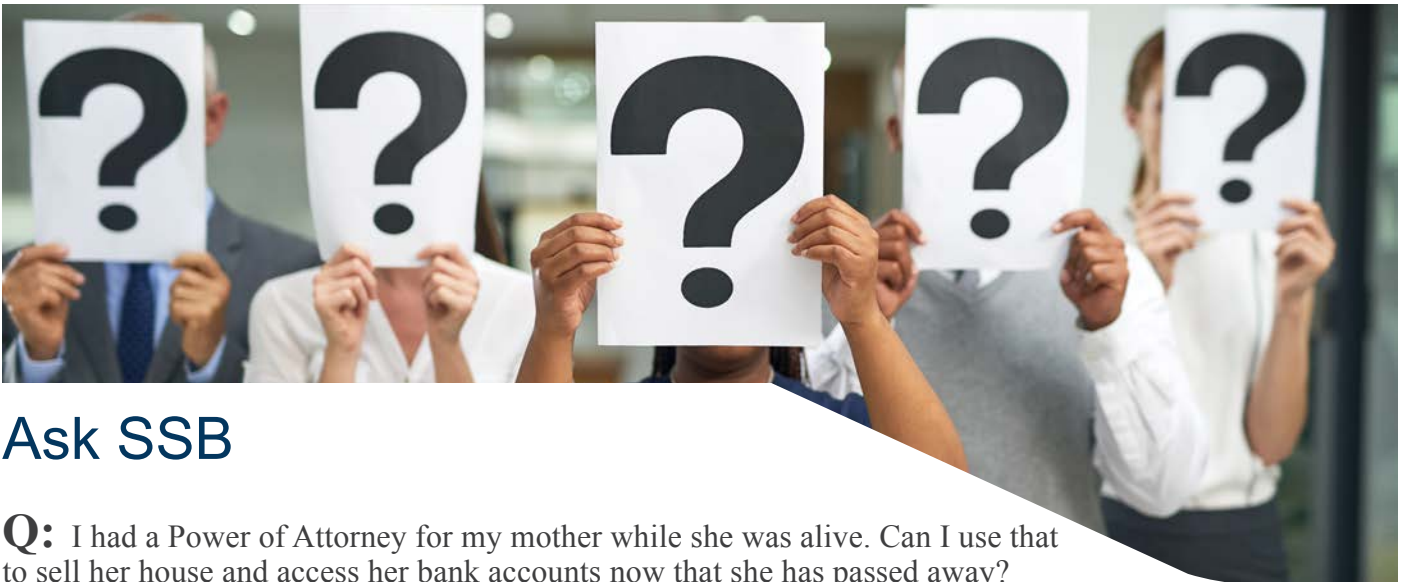 ? ? ? ? ?
Ask SSB
Q: I had a Power of Attorney for my mother while she was alive. Can I use that
to sell her house and access her bank accounts now that she has passed away?